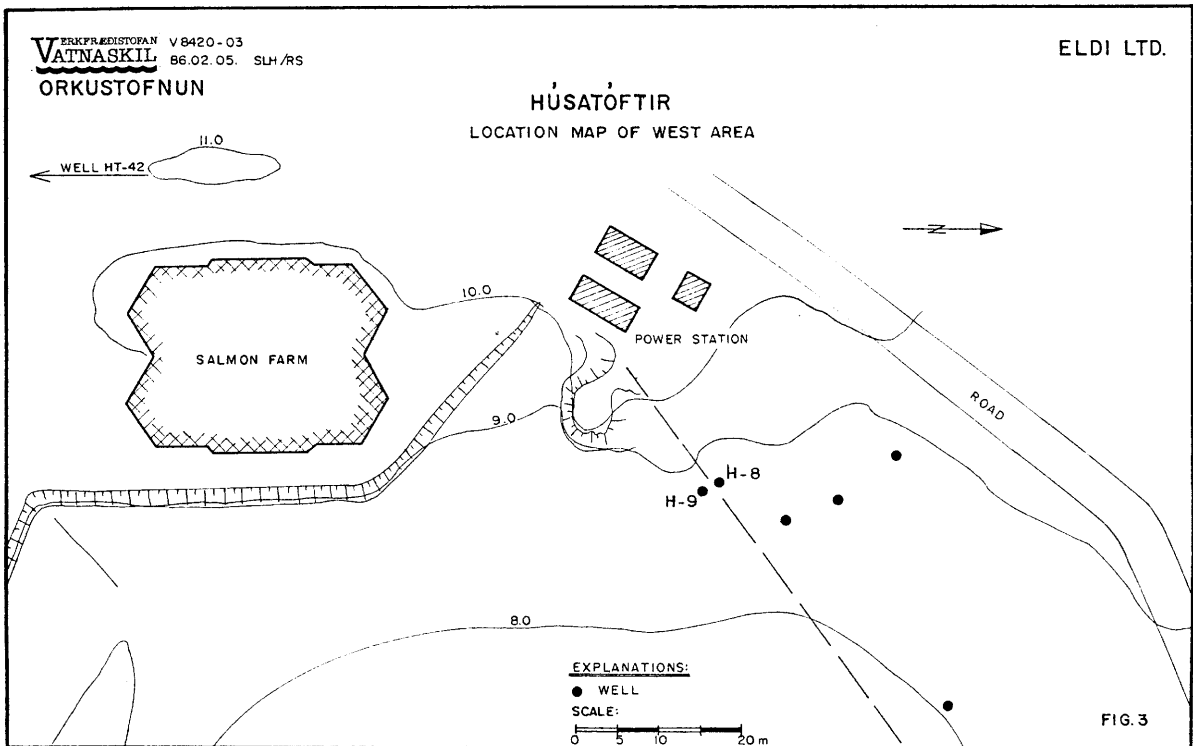 VERKFRÆÐISTOFAN V8420-03
VATNASKIL 86.02.05. SLH/RS
ORKUSTOFNUN
ELDI LTD.
HÚSATÓFTIR
LOCATION MAP OF WEST AREA
11.0
WELL HT-42
N
10.0
POWER STATION
SALMON FARM
ROAD
9.0
H-8
H-9
8.0
EXPLANATIONS:
WELL
SCALE:
0 5 10 20 m
FIG. 3